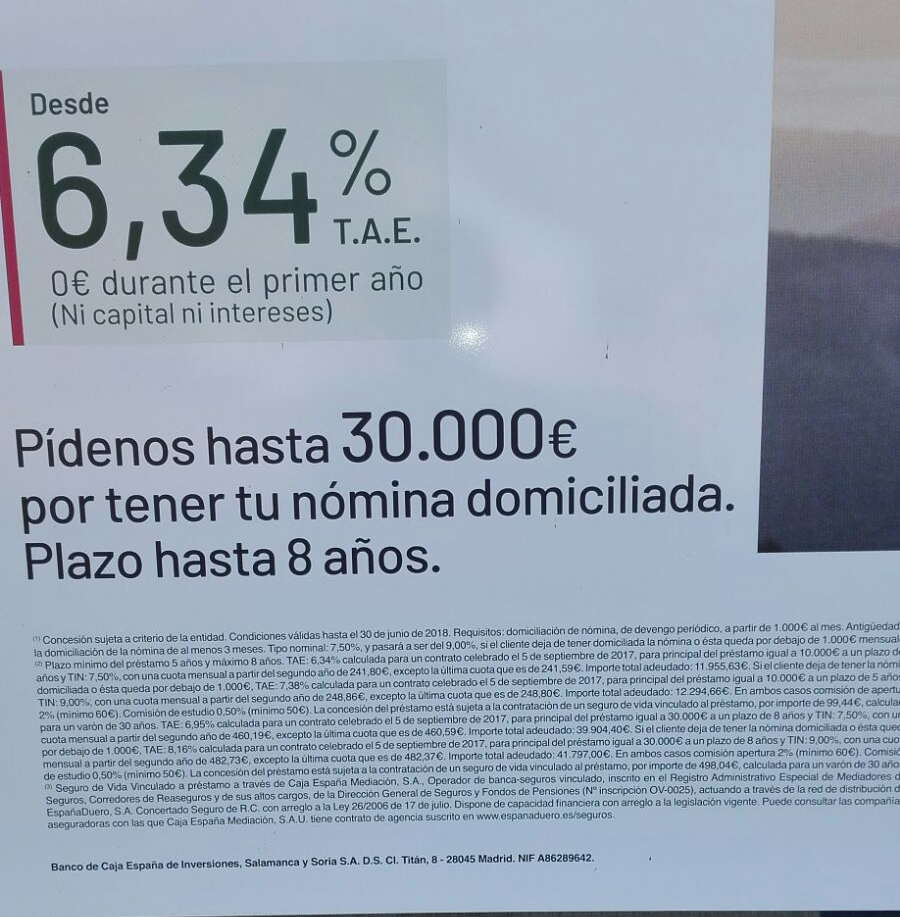 Desde
6,34%
T.A.E.
0€ durante el primer año
(Ni capital ni intereses)
Pídenos hasta 30.000€
por tener tu nómina domiciliada.
Plazo hasta 8 años.
(1) Concesión sujeta a criterio de la entidad. Condiciones válidas hasta el 30 de junio de 2018. Requisitos: domiciliación de nómina, de devengo periódico, a partir de 1.000€ al mes. Antigüedad
la domiciliación de la nómina de al menos 3 meses. Tipo nominal: 7,50%, y pasará a ser del 9,00%, si el cliente deja de tener domiciliada la nómina o ésta queda por debajo de 1.000€ mensual
(2) Plazo mínimo del préstamo 5 años y máximo 8 años. TAE: 6,34% calculada para un contrato celebrado el 5 de septiembre de 2017, para principal del préstamo igual a 10.000€ a un plazo de
años y TIN: 7,50%, con una cuota mensual a partir del segundo año de 241,80€, excepto la última cuota que es de 241,59€. Importe total adeudado: 11.955,63€. Si el cliente deja de tener la nómi
domiciliada o ésta queda por debajo de 1.000€, TAE: 7,38% calculada para un contrato celebrado el 5 de septiembre de 2017, para principal del préstamo igual a 10.000€ a un plazo de 5 años
TIN: 9,00%, con una cuota mensual a partir del segundo año de 248,86€, excepto la última cuota que es de 248,80€. Importe total adeudado: 12.294,66€. En ambos casos comisión de apertu
2% (mínimo 60€). Comisión de estudio 0,50% (mínimo 50€). La concesión del préstamo está sujeta a la contratación de un seguro de vida vinculado al préstamo, por importe de 99,44€, calcula
para un varón de 30 años. TAE: 6,95% calculada para un contrato celebrado el 5 de septiembre de 2017, para principal del préstamo igual a 30.000€ a un plazo de 8 años y TIN: 7,50%, con un
cuota mensual a partir del segundo año de 460,19€, excepto la última cuota que es de 460,59€. Importe total adeudado: 39.904,40€. Si el cliente deja de tener la nómina domiciliada o ésta qued
por debajo de 1.000€, TAE: 8,16% calculada para un contrato celebrado el 5 de septiembre de 2017, para principal del préstamo igual a 30.000€ a un plazo de 8 años y TIN: 9,00%, con una cuo
mensual a partir del segundo año de 482,73€, excepto la última cuota que es de 482,37€. Importe total adeudado: 41.797,00€. En ambos casos comisión apertura 2% (mínimo 60€). Comisió
de estudio 0,50% (mínimo 50€). La concesión del préstamo está sujeta a la contratación de un seguro de vida vinculado al préstamo, por importe de 498,04€, calculada para un varón de 30 año
(3) Seguro de Vida Vinculado a préstamo a través de Caja España Mediación, S.A., Operador de banca-seguros vinculado, inscrito en el Registro Administrativo Especial de Mediadores d
Seguros, Corredores de Reaseguros y de sus altos cargos, de la Dirección General de Seguros y Fondos de Pensiones (Nº inscripción OV-0025), actuando a través de la red de distribución d
EspañaDuero, S.A. Concertado Seguro de R.C. con arreglo a la Ley 26/2006 de 17 de julio. Dispone de capacidad financiera con arreglo a la legislación vigente. Puede consultar las compañía
aseguradoras con las que Caja España Mediación, S.A.U. tiene contrato de agencia suscrito en www.espanaduero.es/seguros.
Banco de Caja España de Inversiones, Salamanca y Soria S.A. D.S. Cl. Titán, 8 - 28045 Madrid. NIF A86289642.